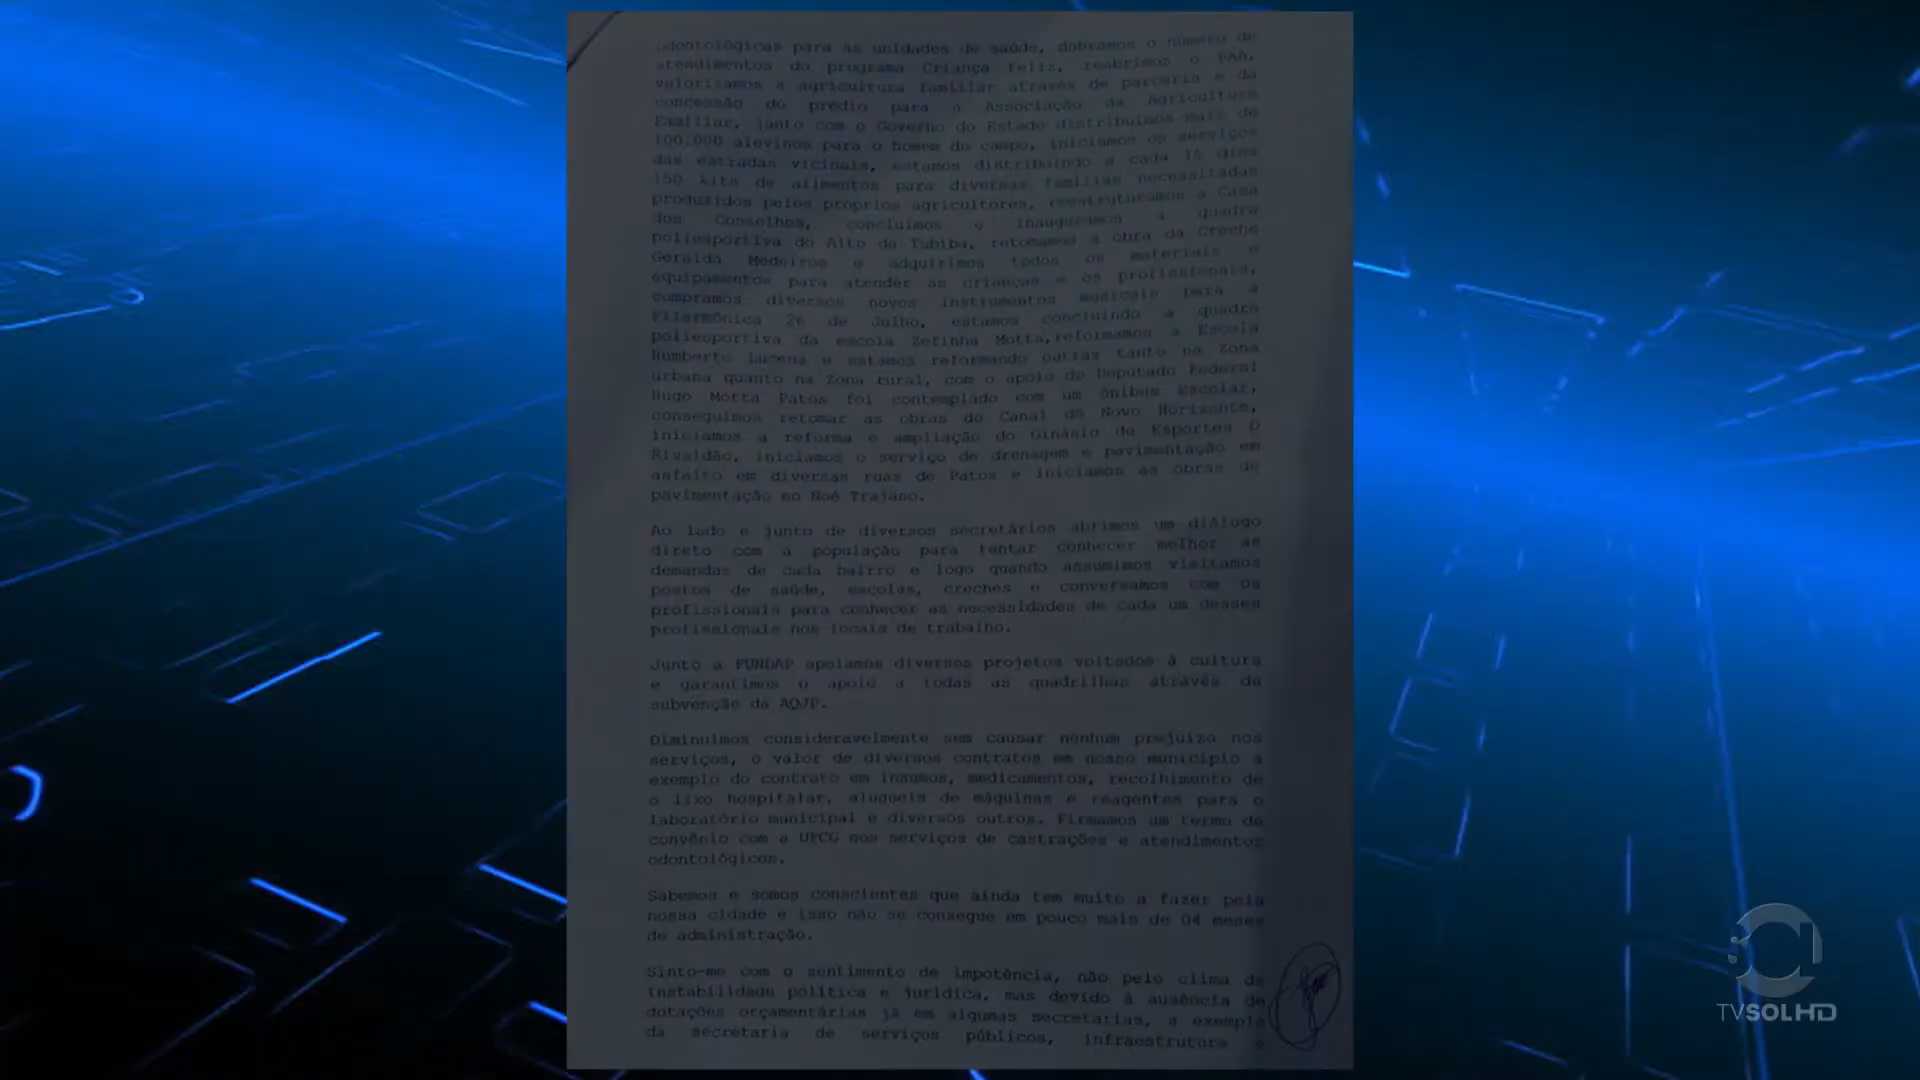 odontológicas para as unidades de saúde, dobramos o número de
atendimentos do programa Criança Feliz, reabrimos o PAA,
valorizamos a agricultura familiar através de parceria e da
concessão do prédio para a Associação da Agricultura
Familiar, junto com o Governo do Estado distribuímos mais de
100.000 alevinos para o homem do campo, iniciamos os serviços
das estradas vicinais, estamos distribuindo a cada 15 dias
150 kits de alimentos para diversas famílias necessitadas
produzidos pelos próprios agricultores, reestruturamos a Casa
dos Conselhos, concluímos e inauguramos a quadra
poliesportiva do Alto da Tubiba, retomamos a obra da Creche
Geralda Medeiros e adquirimos todos os materiais e
equipamentos para atender as crianças e os profissionais,
compramos diversos novos instrumentos musicais para a
Filarmônica 26 de Julho, estamos concluindo a quadra
poliesportiva da escola Zefinha Motta,reformamos a Escola
Humberto Lucena e estamos reformando outras tanto na Zona
urbana quanto na Zona rural, com o apoio do Deputado Federal
Hugo Motta Patos foi contemplado com um ônibus Escolar,
conseguimos retomar as obras do Canal do Novo Horizonte,
iniciamos a reforma e ampliação do Ginásio de Esportes O
Rivaldão, iniciamos o serviço de drenagem e pavimentação em
asfalto em diversas ruas de Patos e iniciamos as obras de
pavimentação no Noé Trajano.
Ao lado e junto de diversos secretários abrimos um diálogo
direto com a população para tentar conhecer melhor as
demandas de cada bairro e logo quando assumimos visitamos
postos de saúde, escolas, creches e conversamos com os
profissionais para conhecer as necessidades de cada um desses
profissionais nos locais de trabalho.
Junto a FUNDAP apoiamos diversos projetos voltados à cultura
e garantimos o apoio a todas as quadrilhas através da
subvenção da AQJP.
Diminuímos consideravelmente sem causar nenhum prejuízo nos
serviços, o valor de diversos contratos em nosso município a
exemplo do contrato em insumos, medicamentos, recolhimento de
o lixo hospitalar, alugueis de máquinas e reagentes para o
laboratório municipal e diversos outros. Firmamos um termo de
convênio com a UFCG nos serviços de castrações e atendimentos
odontológicos.
Sabemos e somos conscientes que ainda tem muito a fazer pela
nossa cidade e isso não se consegue em pouco mais de 04 meses
de administração.
Sinto-me com o sentimento de impotência, não pelo clima de
instabilidade política e jurídica, mas devido à ausência de
dotações orçamentárias já em algumas secretarias, a exemplo
da secretaria de serviços públicos, infraestrutura e
TVSOLHD